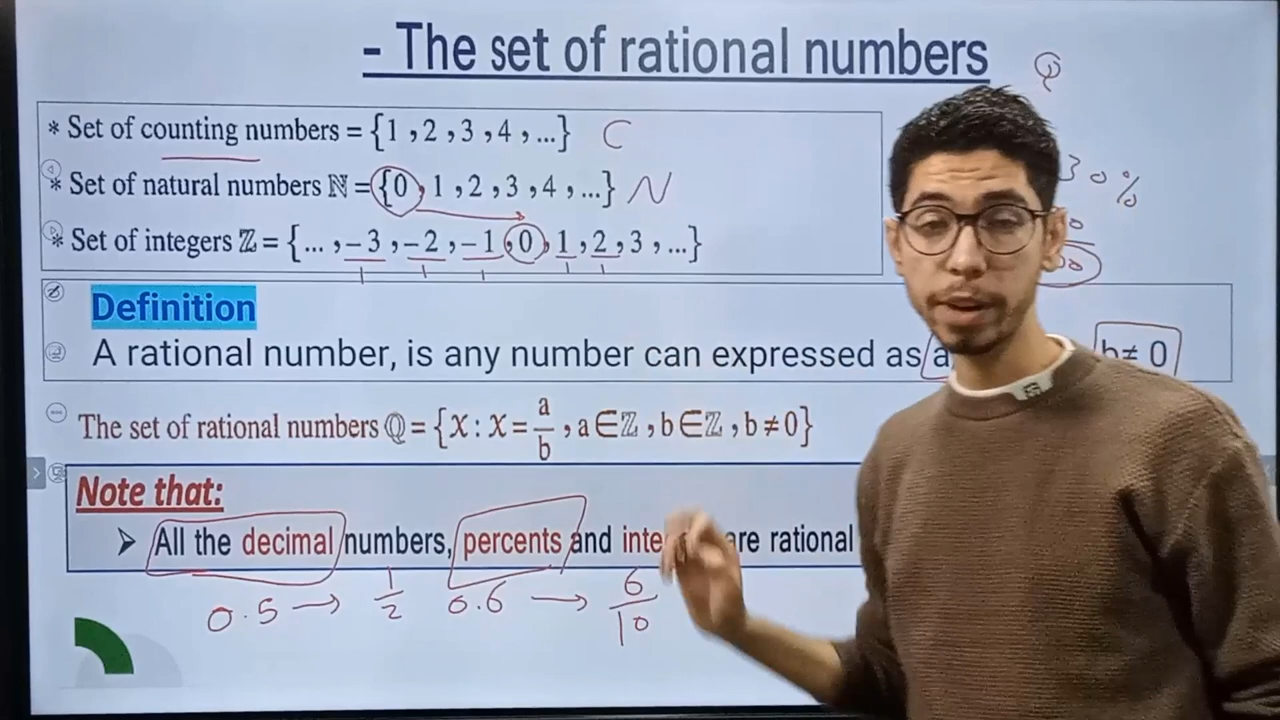 - The set of rational numbers
Q
* Set of counting numbers = {1 ,2 ,3 ,4 ,...} C
* Set of natural numbers ℕ = {0, 1 ,2 ,3 ,4 ,...} N
30%
* Set of integers ℤ = {... ,−3 ,−2 ,−1 ,0 ,1 ,2 ,3 ,...}
Definition
A rational number, is any number can expressed as a b≠ 0
The set of rational numbers ℚ = {x : x = a/b , a∈ℤ , b∈ℤ , b≠0}
Note that:
➤ All the decimal numbers, percents and are rational
0.5 → 1/2 0.6 → 6/10